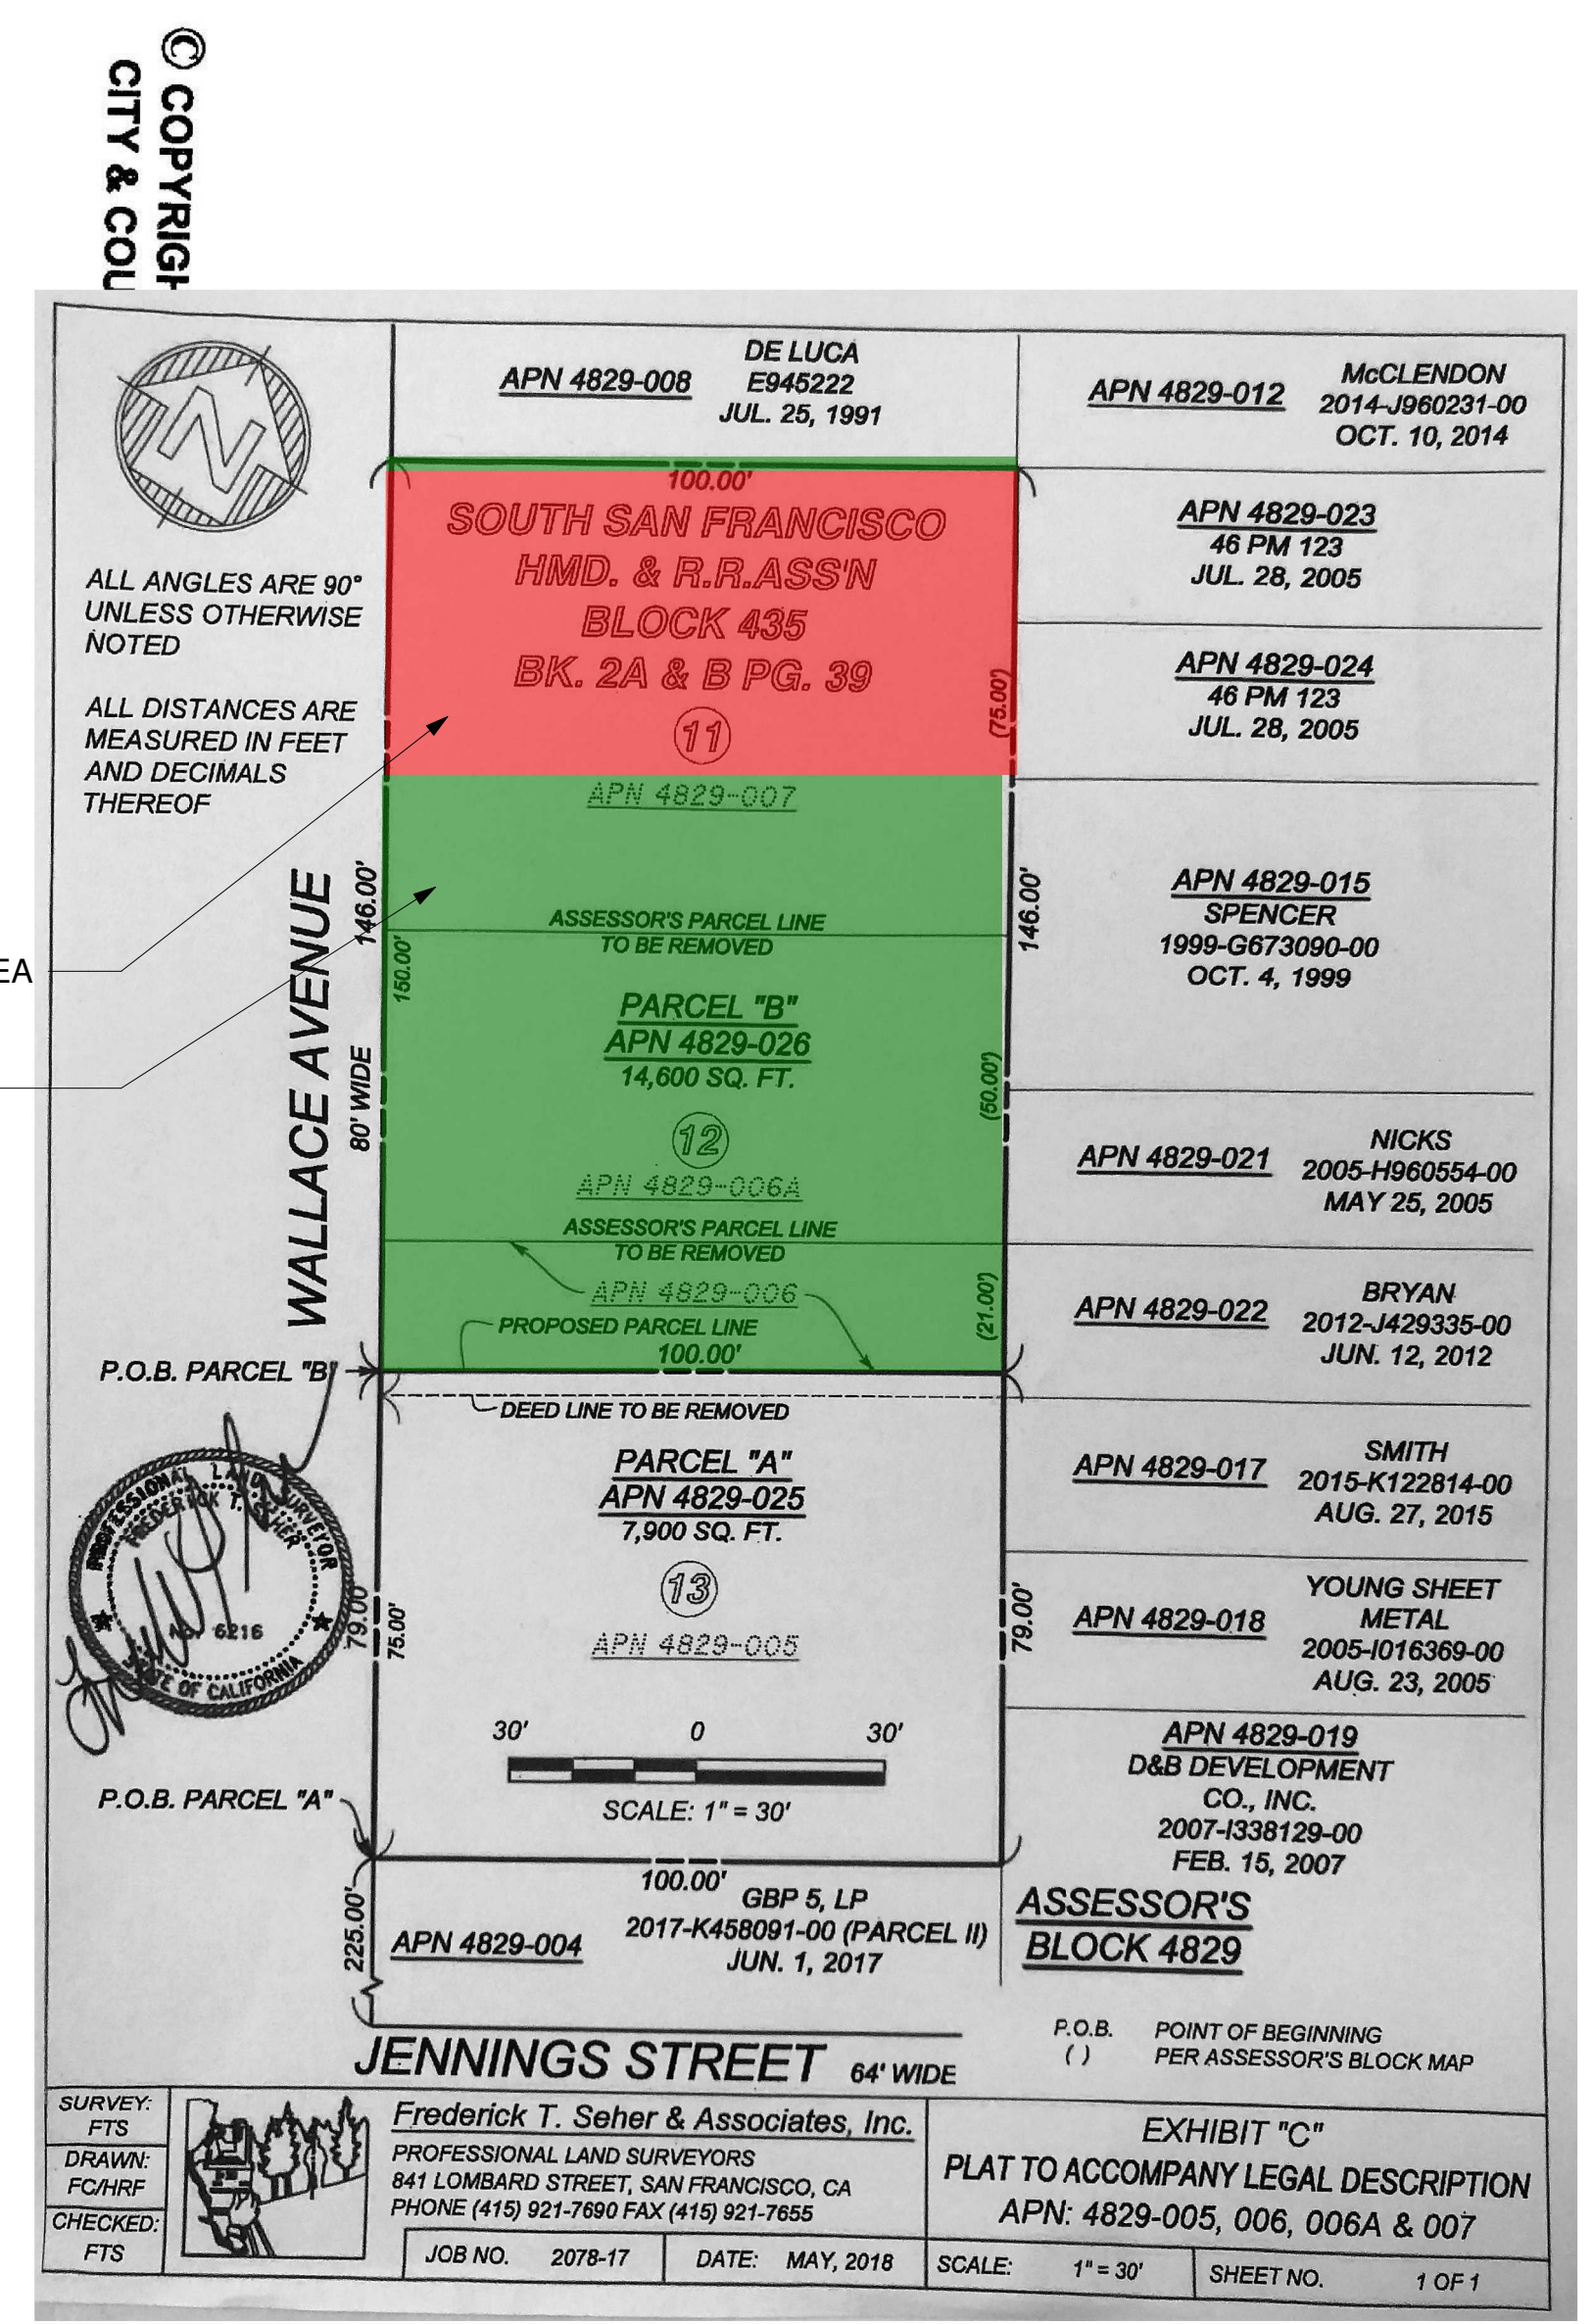 © COPYRIGH
CITY & COU
DE LUCA
APN 4829-008
E945222
JUL. 25, 1991
APN 4829-012
McCLENDON
2014-J960231-00
OCT. 10, 2014
N
100.00'
SOUTH SAN FRANCISCO
HMD. & R.R.ASS'N
BLOCK 435
BK. 2A & B PG. 39
11
(75.00')
APN 4829-007
APN 4829-023
46 PM 123
JUL. 28, 2005
APN 4829-024
46 PM 123
JUL. 28, 2005
ALL ANGLES ARE 90°
UNLESS OTHERWISE
NOTED
ALL DISTANCES ARE
MEASURED IN FEET
AND DECIMALS
THEREOF
EA
WALLACE AVENUE
80' WIDE
146.00'
150.00'
ASSESSOR'S PARCEL LINE
TO BE REMOVED
146.00'
APN 4829-015
SPENCER
1999-G673090-00
OCT. 4, 1999
PARCEL "B"
APN 4829-026
14,600 SQ. FT.
(50.00')
12
APN 4829-006A
ASSESSOR'S PARCEL LINE
TO BE REMOVED
APN 4829-006
(21.00')
PROPOSED PARCEL LINE
100.00'
APN 4829-021
NICKS
2005-H960554-00
MAY 25, 2005
APN 4829-022
BRYAN
2012-J429335-00
JUN. 12, 2012
P.O.B. PARCEL "B"
DEED LINE TO BE REMOVED
PARCEL "A"
APN 4829-025
7,900 SQ. FT.
13
APN 4829-005
APN 4829-017
SMITH
2015-K122814-00
AUG. 27, 2015
PROFESSIONAL LAND SURVEYOR
FREDERICK T. SEHER
NO. 6216
STATE OF CALIFORNIA
79.00'
75.00'
79.00'
APN 4829-018
YOUNG SHEET
METAL
2005-I016369-00
AUG. 23, 2005
30' 0 30'
SCALE: 1" = 30'
P.O.B. PARCEL "A"
APN 4829-019
D&B DEVELOPMENT
CO., INC.
2007-I338129-00
FEB. 15, 2007
100.00'
225.00'
APN 4829-004
GBP 5, LP
2017-K458091-00 (PARCEL II)
JUN. 1, 2017
ASSESSOR'S
BLOCK 4829
JENNINGS STREET 64' WIDE
P.O.B. POINT OF BEGINNING
( ) PER ASSESSOR'S BLOCK MAP
SURVEY:
FTS
DRAWN:
FC/HRF
CHECKED:
FTS
Frederick T. Seher & Associates, Inc.
PROFESSIONAL LAND SURVEYORS
841 LOMBARD STREET, SAN FRANCISCO, CA
PHONE (415) 921-7690 FAX (415) 921-7655
JOB NO. 2078-17
DATE: MAY, 2018
EXHIBIT "C"
PLAT TO ACCOMPANY LEGAL DESCRIPTION
APN: 4829-005, 006, 006A & 007
SCALE: 1" = 30'
SHEET NO. 1 OF 1